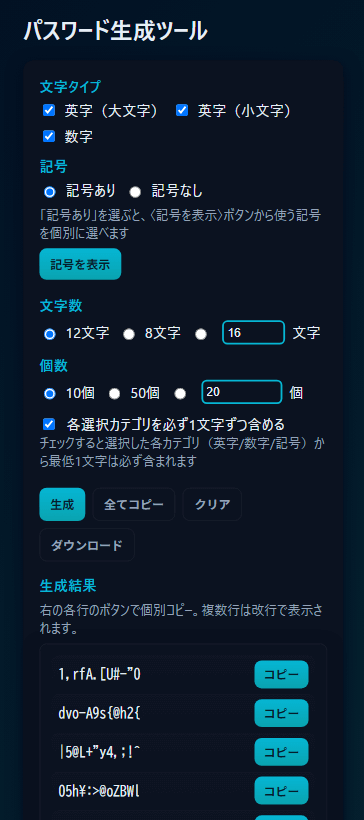 パスワード生成ツール
文字タイプ
英字（大文字） 英字（小文字）
数字
記号
記号あり 記号なし
「記号あり」を選ぶと、〈記号を表示〉ボタンから使う記号
を個別に選べます
記号を表示
文字数
12文字 8文字 16 文字
個数
10個 50個 20 個
各選択カテゴリを必ず1文字ずつ含める
チェックすると選択した各カテゴリ（英字/数字/記号）か
ら最低1文字は必ず含まれます
生成 全てコピー クリア
ダウンロード
生成結果
右の各行のボタンで個別コピー。複数行は改行で表示さ
れます。
1,rfA.[U#-"0 コピー
dvo-A9s{@h2{ コピー
|5@L+"y4,;!^ コピー
O5h¥:>@oZBWl コピー